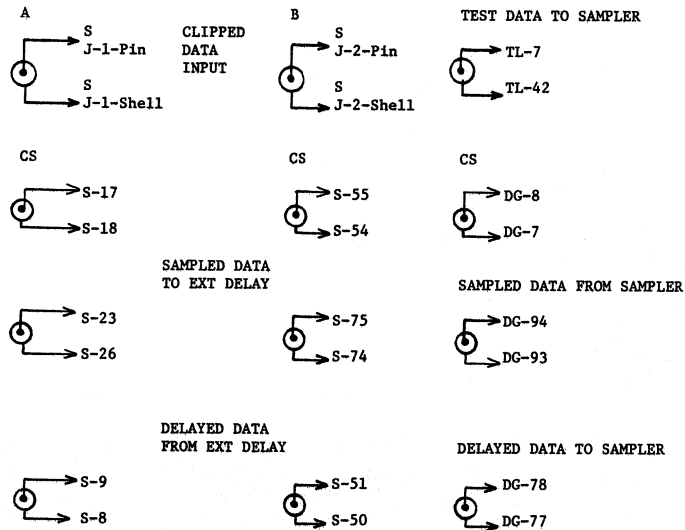 A
S
J-1-Pin
S
J-1-Shell
CLIPPED
DATA
INPUT
B
S
J-2-Pin
S
J-2-Shell
TEST DATA TO SAMPLER
TL-7
TL-42
CS
S-17
S-18
CS
S-55
S-54
CS
DG-8
DG-7
SAMPLED DATA
TO EXT DELAY
SAMPLED DATA FROM SAMPLER
S-23
S-26
S-75
S-74
DG-94
DG-93
DELAYED DATA
FROM EXT DELAY
DELAYED DATA TO SAMPLER
S-9
S-8
S-51
S-50
DG-78
DG-77